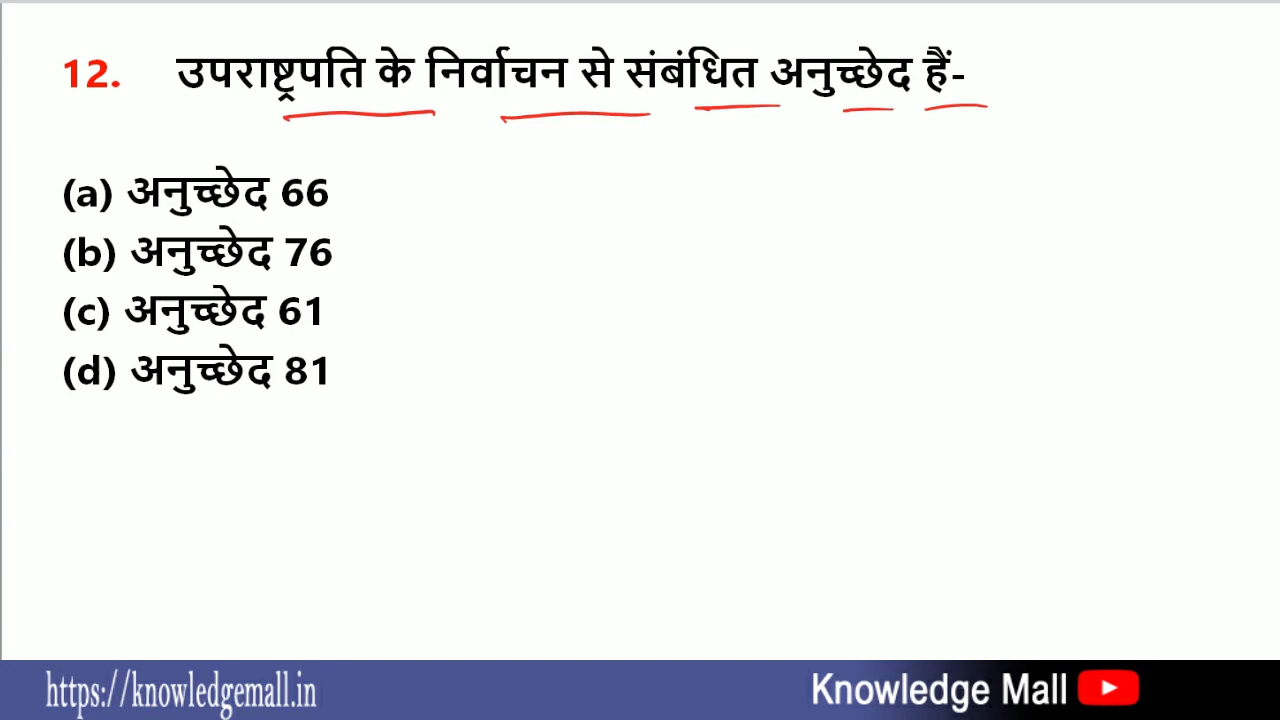 12. उपराष्ट्रपति के निर्वाचन से संबंधित अनुच्छेद हैं-
(a) अनुच्छेद 66
(b) अनुच्छेद 76
(c) अनुच्छेद 61
(d) अनुच्छेद 81
https://knowledgemall.in
Knowledge Mall